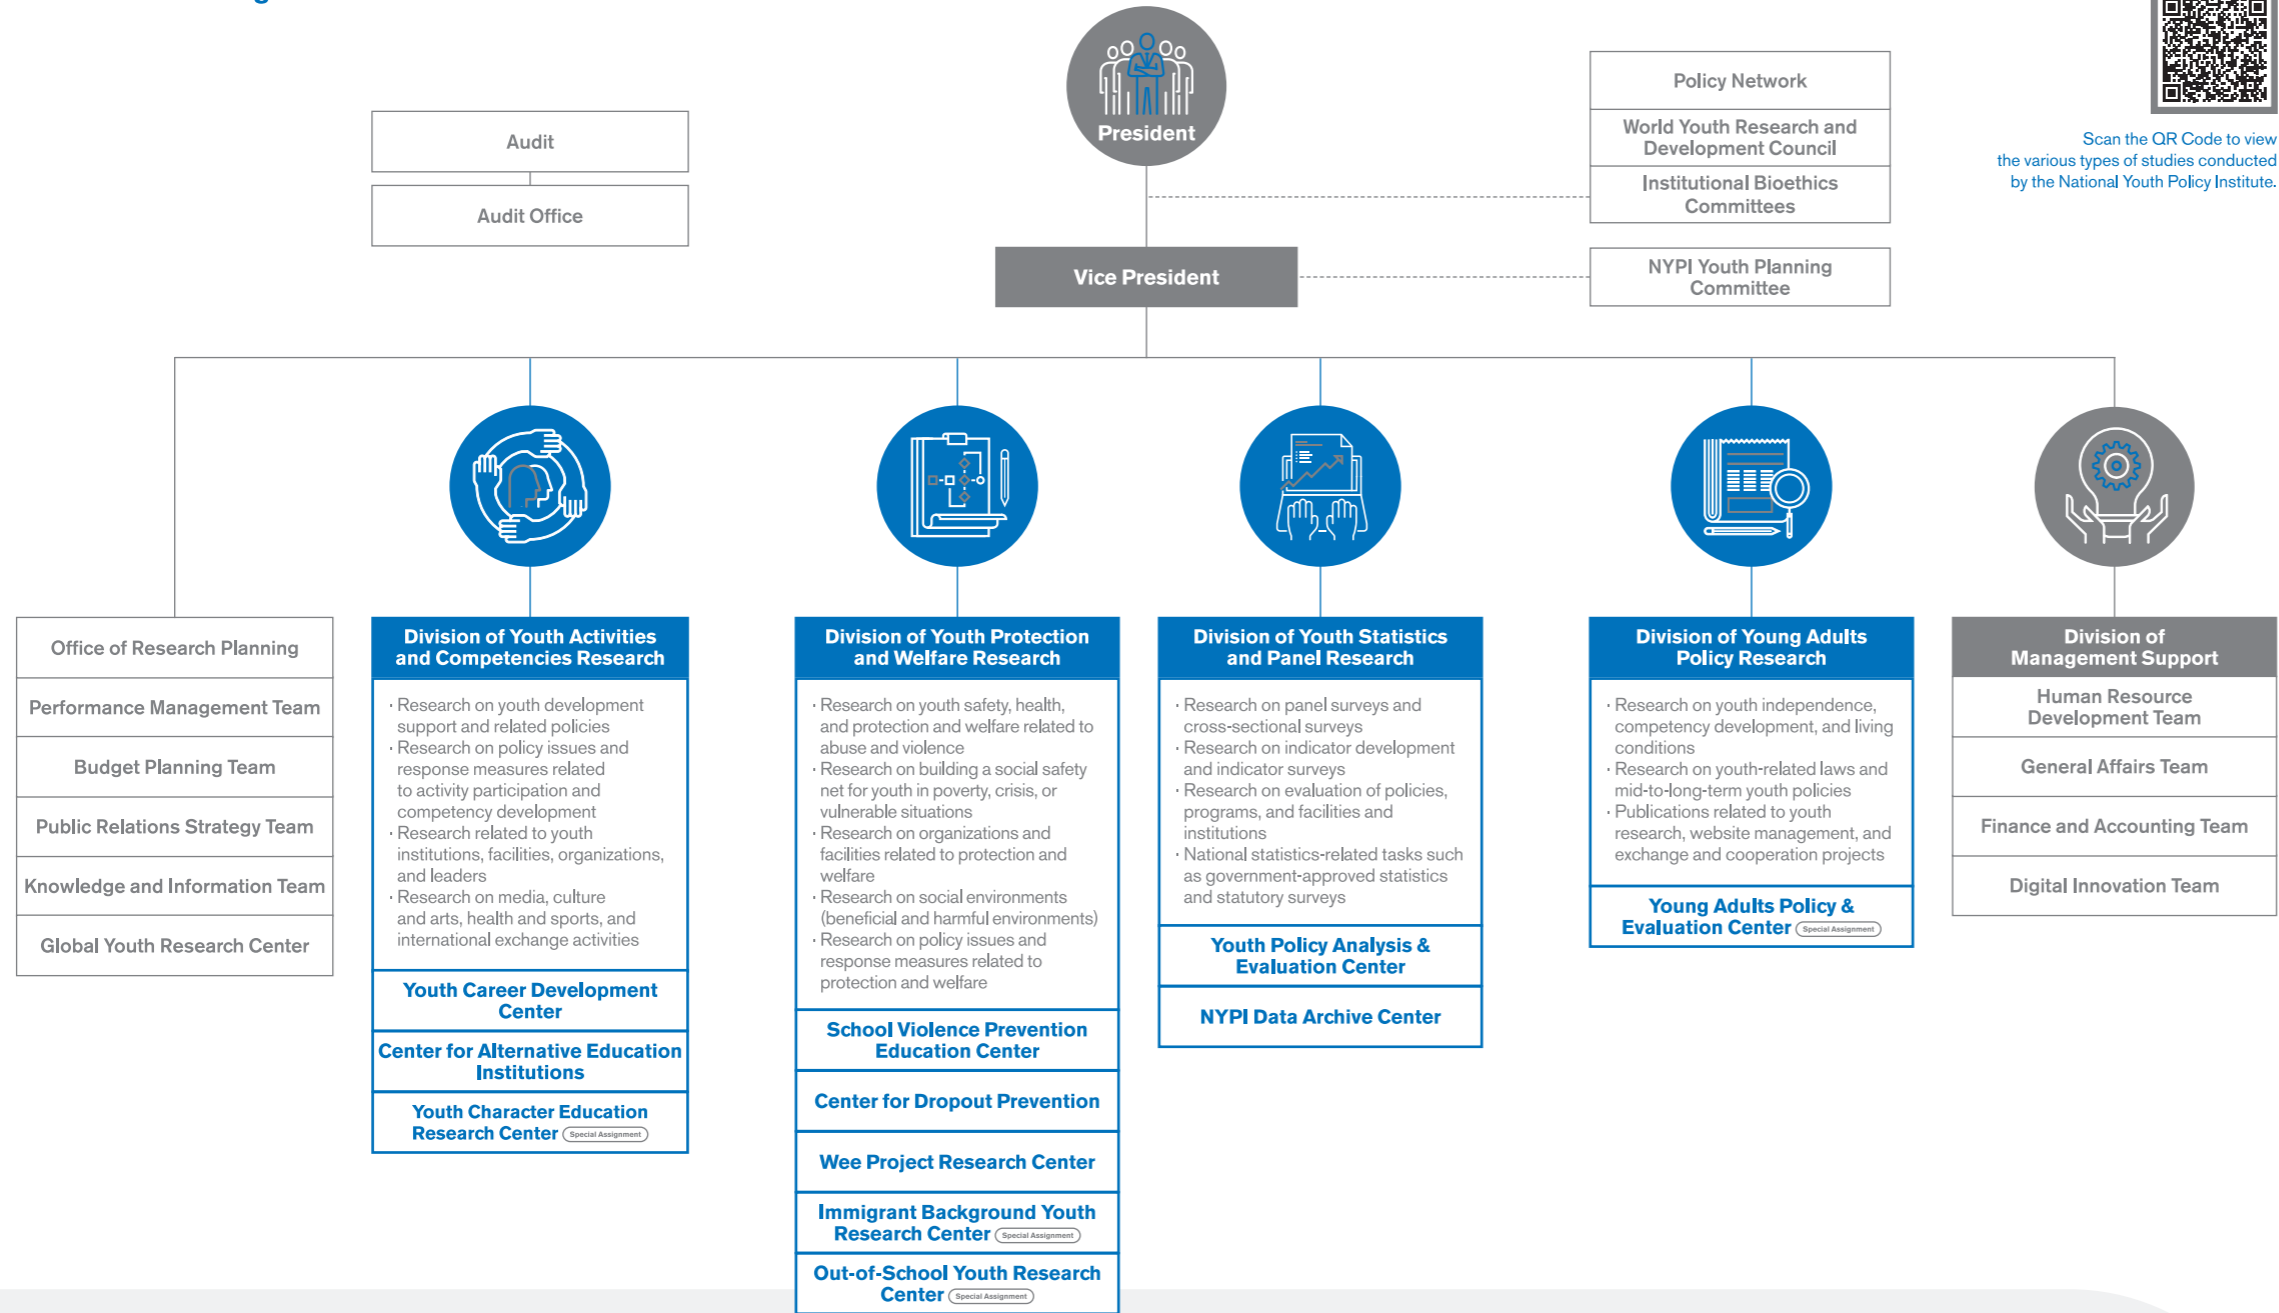 President
Audit
Audit Office
Policy Network
World Youth Research and
Development Council
Institutional Bioethics
Committees
Scan the QR Code to view
the various types of studies conducted
by the National Youth Policy Institute.
Vice President
NYPI Youth Planning
Committee
Office of Research Planning
Performance Management Team
Budget Planning Team
Public Relations Strategy Team
Knowledge and Information Team
Global Youth Research Center
Division of Youth Activities
and Competencies Research
· Research on youth development
support and related policies
· Research on policy issues and
response measures related
to activity participation and
competency development
· Research related to youth
institutions, facilities, organizations,
and leaders
· Research on media, culture
and arts, health and sports, and
international exchange activities
Youth Career Development
Center
Center for Alternative Education
Institutions
Youth Character Education
Research Center Special Assignment
Division of Youth Protection
and Welfare Research
· Research on youth safety, health,
and protection and welfare related to
abuse and violence
· Research on building a social safety
net for youth in poverty, crisis, or
vulnerable situations
· Research on organizations and
facilities related to protection and
welfare
· Research on social environments
(beneficial and harmful environments)
· Research on policy issues and
response measures related to
protection and welfare
School Violence Prevention
Education Center
Center for Dropout Prevention
Wee Project Research Center
Immigrant Background Youth
Research Center Special Assignment
Out-of-School Youth Research
Center Special Assignment
Division of Youth Statistics
and Panel Research
· Research on panel surveys and
cross-sectional surveys
· Research on indicator development
and indicator surveys
· Research on evaluation of policies,
programs, and facilities and
institutions
· National statistics-related tasks such
as government-approved statistics
and statutory surveys
Youth Policy Analysis &
Evaluation Center
NYPI Data Archive Center
Division of Young Adults
Policy Research
· Research on youth independence,
competency development, and living
conditions
· Research on youth-related laws and
mid-to-long-term youth policies
· Publications related to youth
research, website management, and
exchange and cooperation projects
Young Adults Policy &
Evaluation Center Special Assignment
Division of
Management Support
Human Resource
Development Team
General Affairs Team
Finance and Accounting Team
Digital Innovation Team